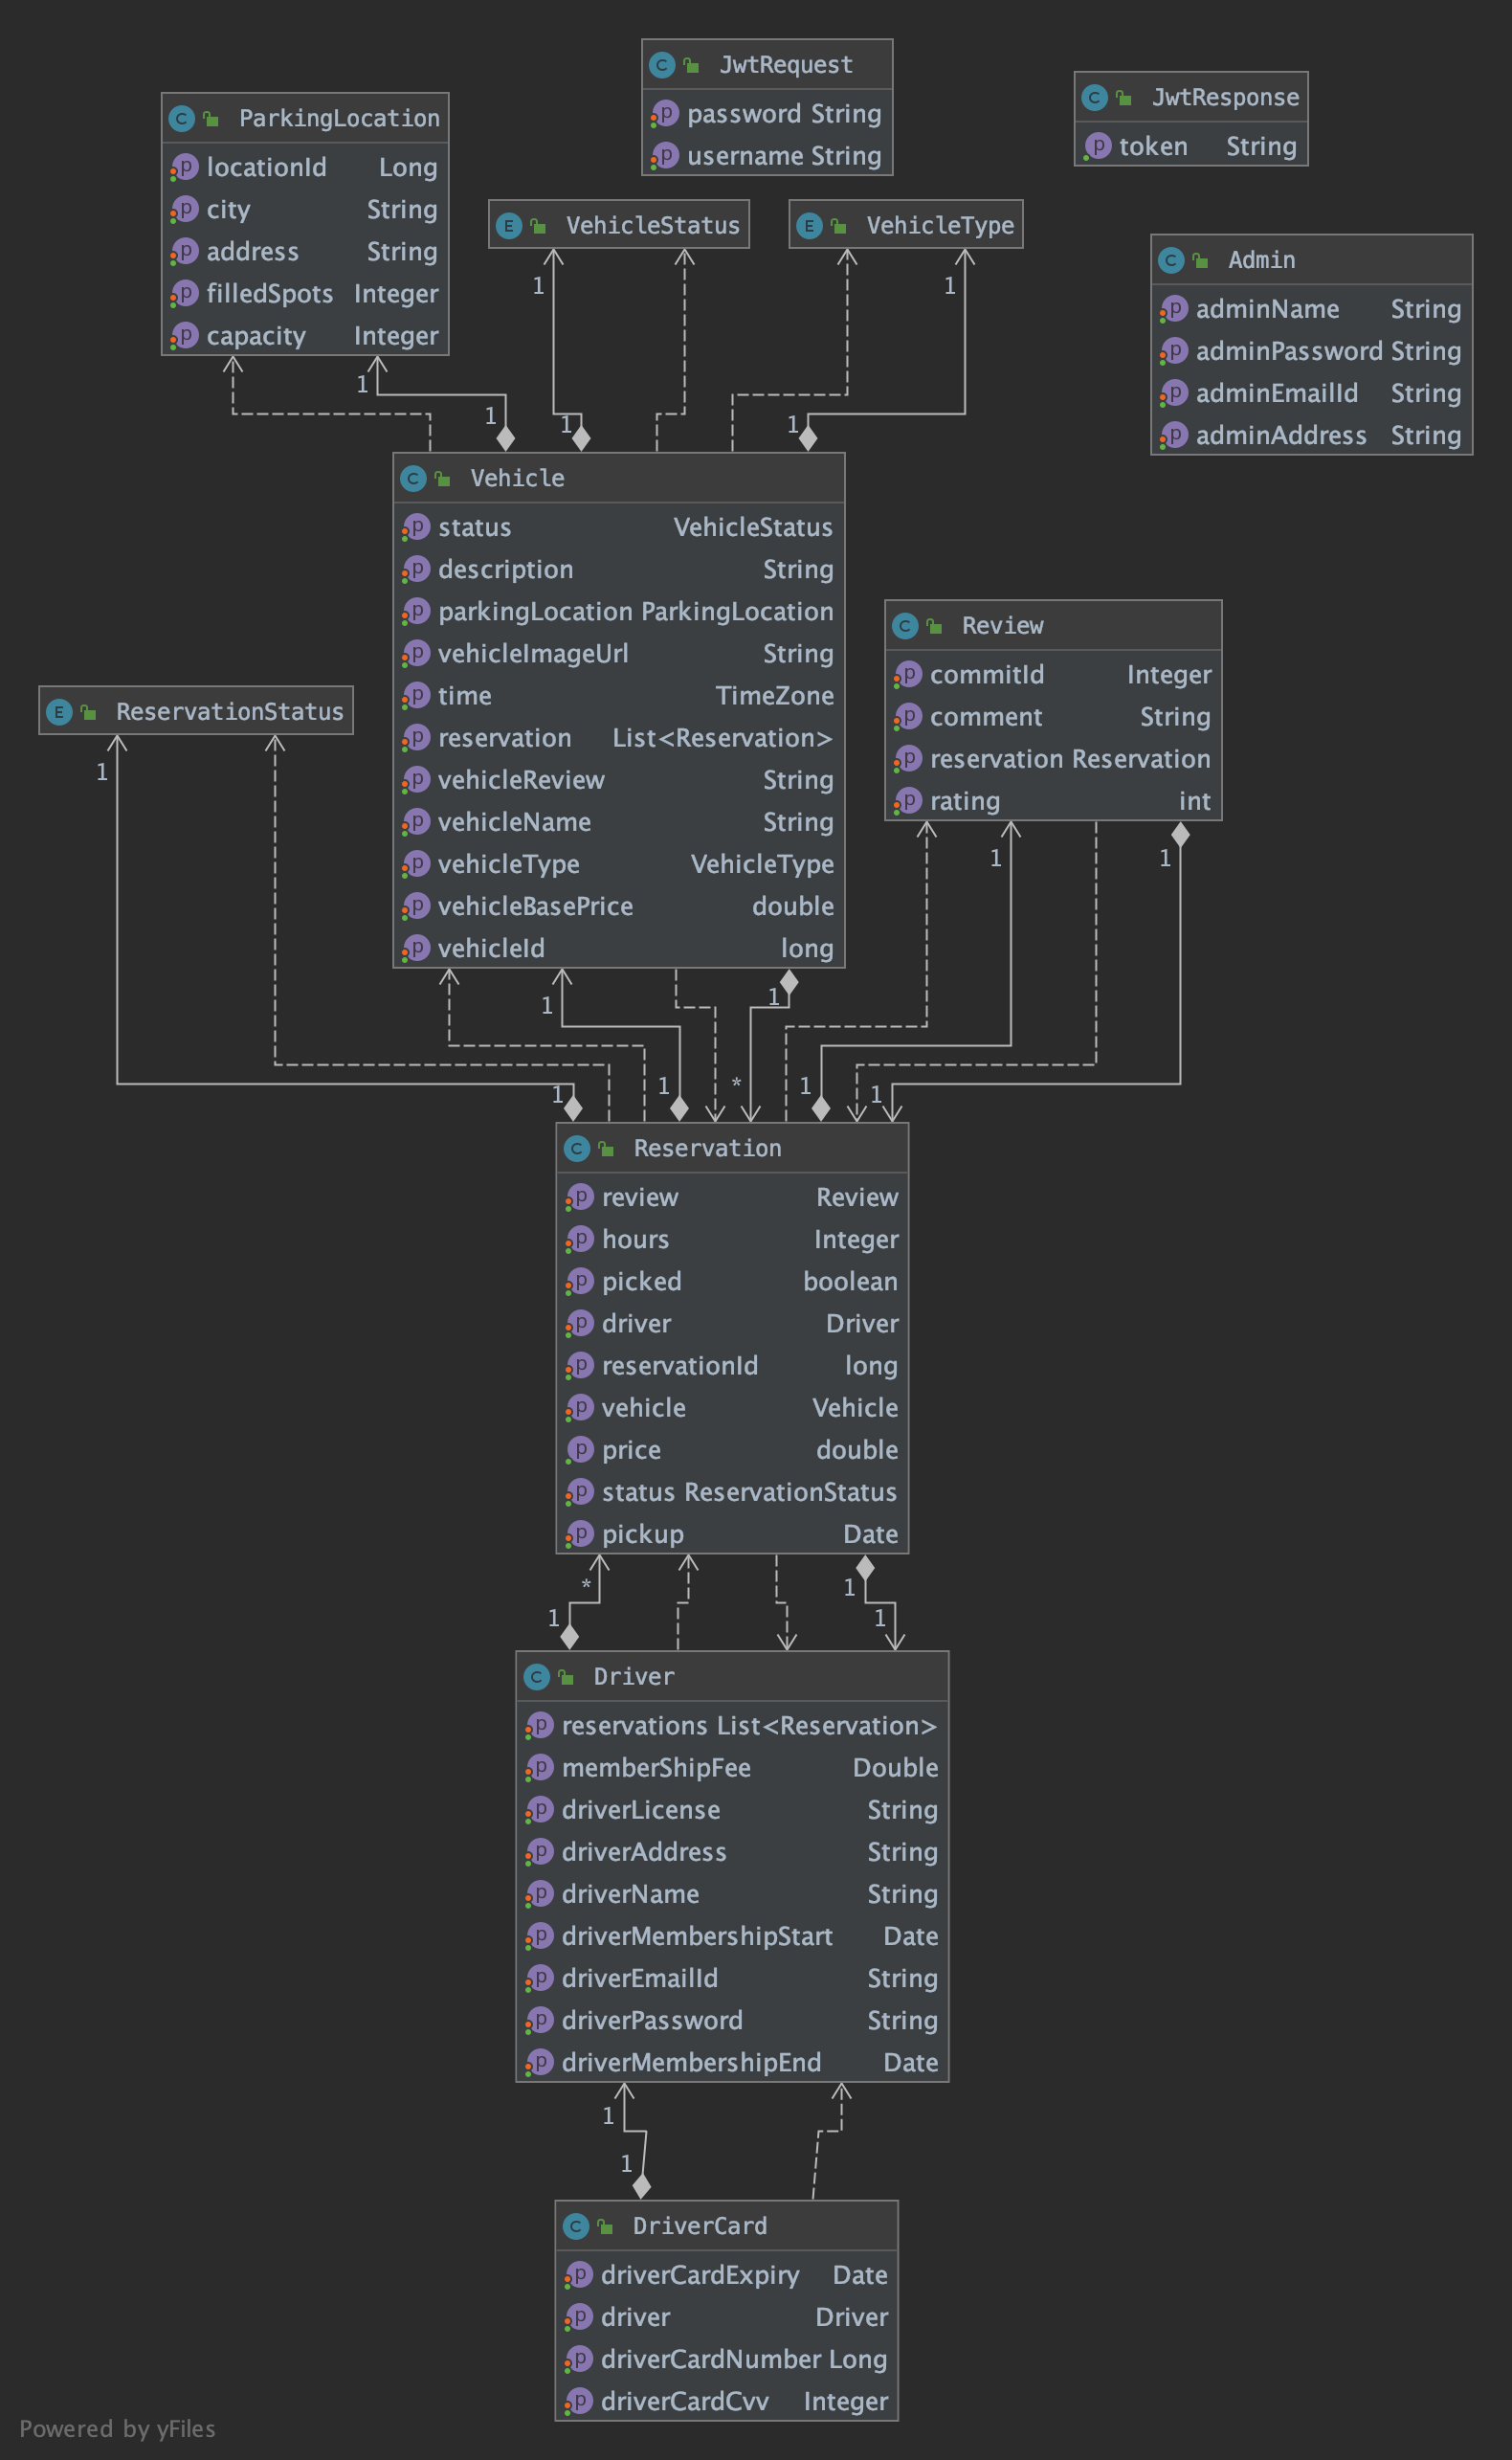 JwtRequest
password String
username String
JwtResponse
token String
ParkingLocation
locationId Long
city String
address String
filledSpots Integer
capacity Integer
VehicleStatus
VehicleType
Admin
adminName String
adminPassword String
adminEmailId String
adminAddress String
1
1
1
1
1
1
Vehicle
status VehicleStatus
description String
parkingLocation ParkingLocation
vehicleImageUrl String
time TimeZone
reservation List<Reservation>
vehicleReview String
vehicleName String
vehicleType VehicleType
vehicleBasePrice double
vehicleId long
Review
commitId Integer
comment String
reservation Reservation
rating int
ReservationStatus
1
1
1
1
1
1
1
*
1
1
Reservation
review Review
hours Integer
picked boolean
driver Driver
reservationId long
vehicle Vehicle
price double
status ReservationStatus
pickup Date
*
1
1
1
Driver
reservations List<Reservation>
memberShipFee Double
driverLicense String
driverAddress String
driverName String
driverMembershipStart Date
driverEmailId String
driverPassword String
driverMembershipEnd Date
1
1
DriverCard
driverCardExpiry Date
driver Driver
driverCardNumber Long
driverCardCvv Integer
Powered by yFiles